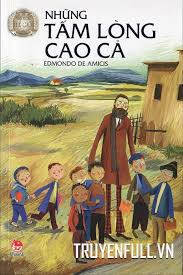 NHỮNG
TẤM LÒNG
CAO CẢ
EDMONDO DE AMICIS
TRUYENFULL.VN